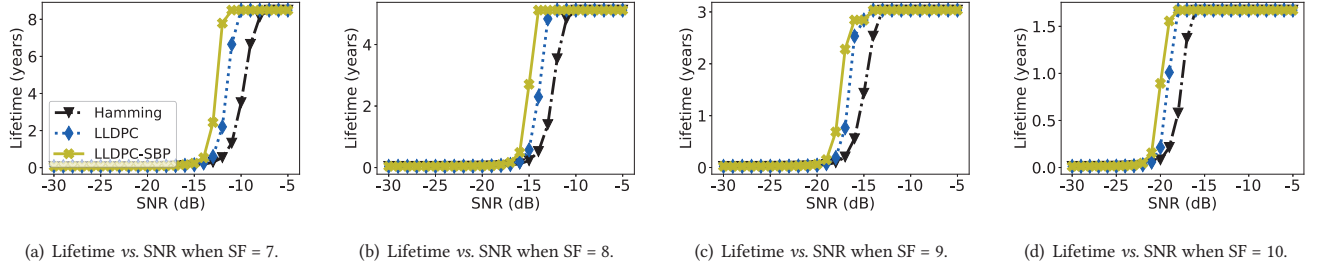 Lifetime (years)
8
6
4
2
0
Hamming
LLDPC
LLDPC-SBP
-30 -25 -20 -15 -10 -5
SNR (dB)
(a) Lifetime vs. SNR when SF = 7.
Lifetime (years)
4
2
0
-30 -25 -20 -15 -10 -5
SNR (dB)
(b) Lifetime vs. SNR when SF = 8.
Lifetime (years)
3
2
1
0
-30 -25 -20 -15 -10 -5
SNR (dB)
(c) Lifetime vs. SNR when SF = 9.
Lifetime (years)
1.5
1.0
0.5
0.0
-30 -25 -20 -15 -10 -5
SNR (dB)
(d) Lifetime vs. SNR when SF = 10.